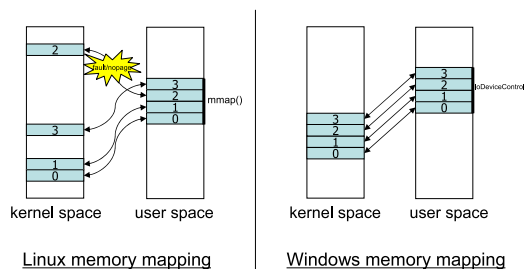 2
fault/nopage
3
2
1
0
mmap()
3
1
0
kernel space
user space
Linux memory mapping
3
2
1
0
IoDeviceControl
3
2
1
0
kernel space
user space
Windows memory mapping